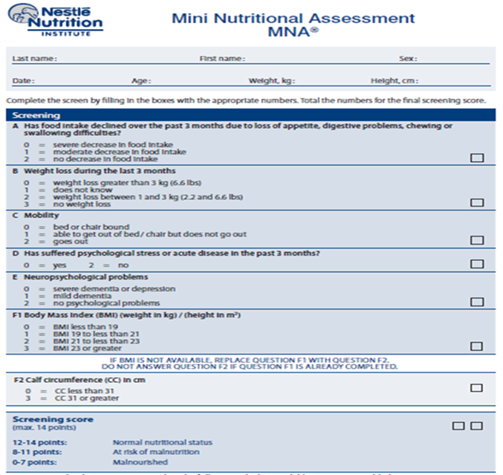 Nestlé
Nutrition
INSTITUTE
Mini Nutritional Assessment
MNA®
Last name: First name: Sex:
Date: Age: Weight, kg: Height, cm:
Complete the screen by filling in the boxes with the appropriate numbers. Total the numbers for the final screening score.
Screening
A Has food intake declined over the past 3 months due to loss of appetite, digestive problems, chewing or
swallowing difficulties?
0 = severe decrease in food intake
1 = moderate decrease in food intake
2 = no decrease in food intake
B Weight loss during the last 3 months
0 = weight loss greater than 3 kg (6.6 lbs)
1 = does not know
2 = weight loss between 1 and 3 kg (2.2 and 6.6 lbs)
3 = no weight loss
C Mobility
0 = bed or chair bound
1 = able to get out of bed / chair but does not go out
2 = goes out
D Has suffered psychological stress or acute disease in the past 3 months?
0 = yes 2 = no
E Neuropsychological problems
0 = severe dementia or depression
1 = mild dementia
2 = no psychological problems
F1 Body Mass Index (BMI) (weight in kg) / (height in m²)
0 = BMI less than 19
1 = BMI 19 to less than 21
2 = BMI 21 to less than 23
3 = BMI 23 or greater
IF BMI IS NOT AVAILABLE, REPLACE QUESTION F1 WITH QUESTION F2.
DO NOT ANSWER QUESTION F2 IF QUESTION F1 IS ALREADY COMPLETED.
F2 Calf circumference (CC) in cm
0 = CC less than 31
3 = CC 31 or greater
Screening score
(max. 14 points)
12-14 points: Normal nutritional status
8-11 points: At risk of malnutrition
0-7 points: Malnourished